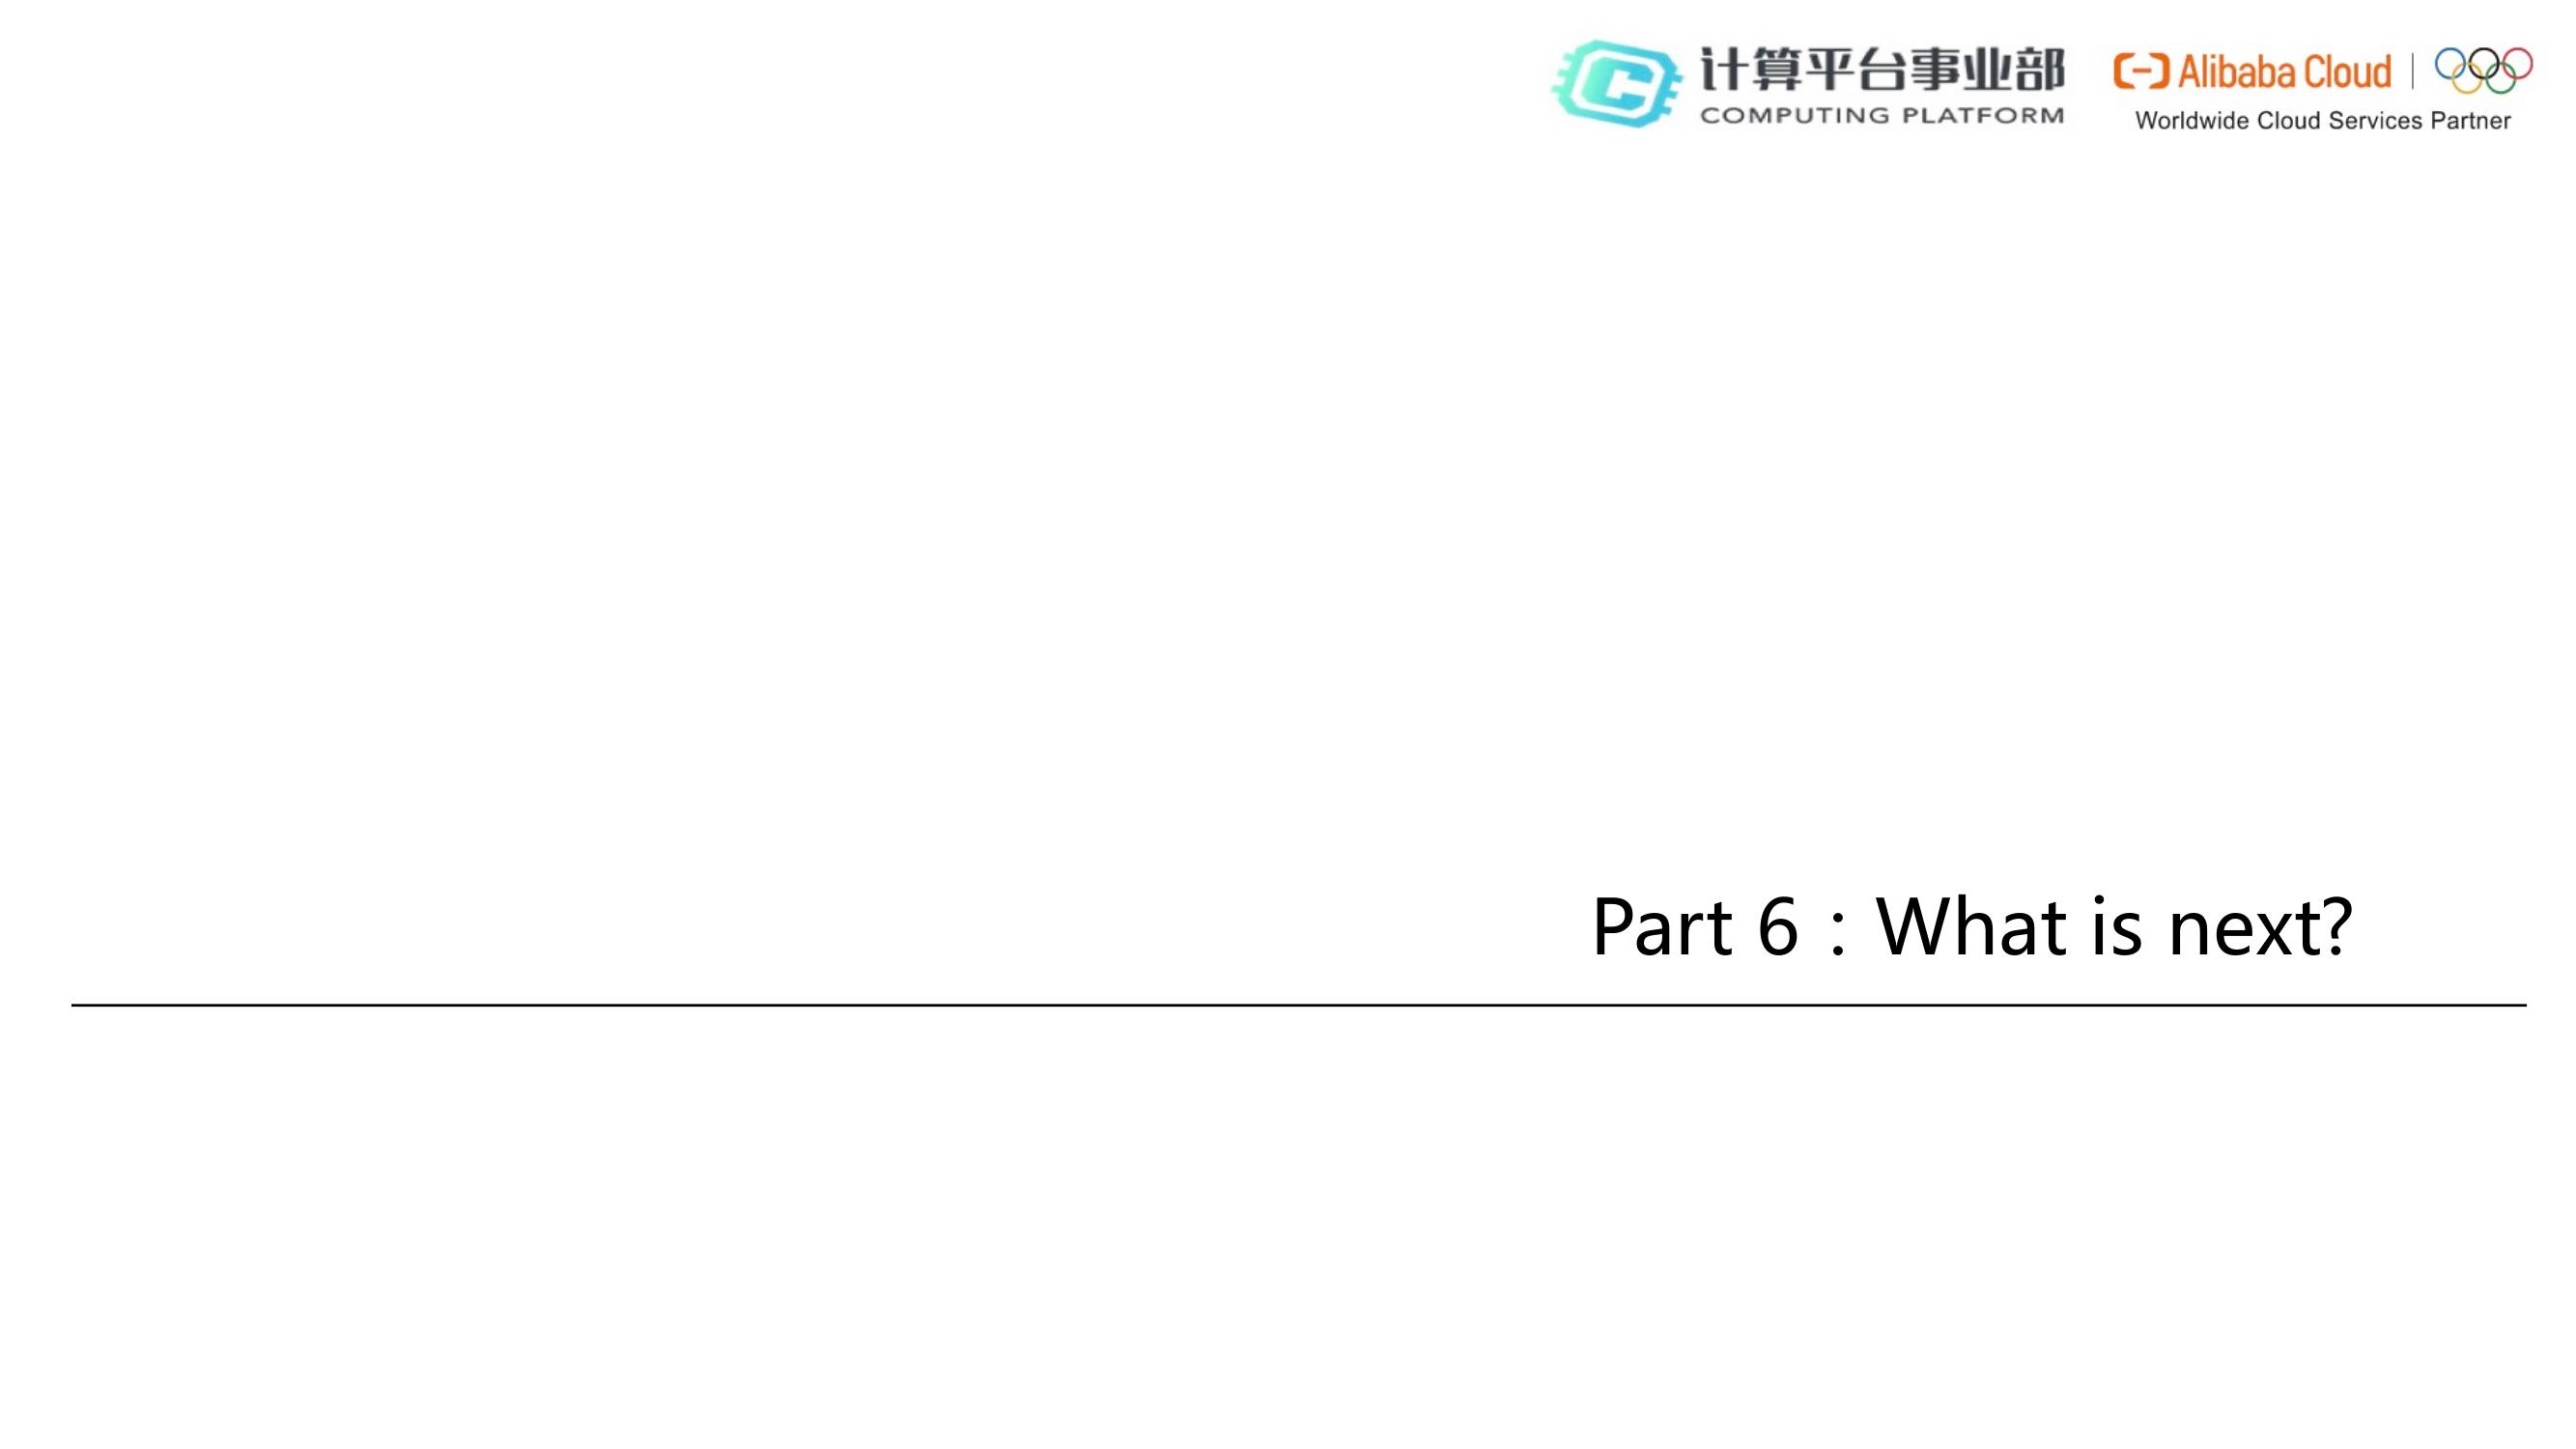 计算平台事业部
COMPUTING PLATFORM
Alibaba Cloud
Worldwide Cloud Services Partner
Part 6：What is next?